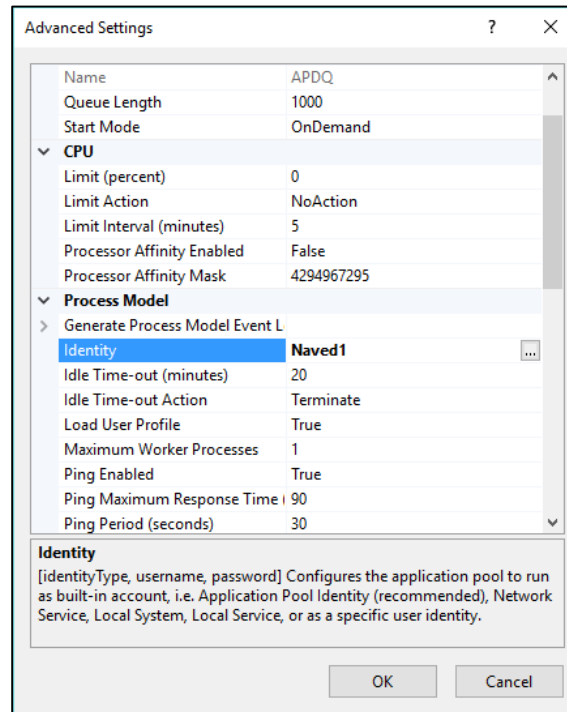 Advanced Settings ?
Name APDQ
Queue Length 1000
Start Mode OnDemand
CPU
Limit (percent) 0
Limit Action NoAction
Limit Interval (minutes) 5
Processor Affinity Enabled False
Processor Affinity Mask 4294967295
Process Model
Generate Process Model Event L
Identity Naved1 ...
Idle Time-out (minutes) 20
Idle Time-out Action Terminate
Load User Profile True
Maximum Worker Processes 1
Ping Enabled True
Ping Maximum Response Time ( 90
Ping Period (seconds) 30
Identity
[identityType, username, password] Configures the application pool to run
as built-in account, i.e. Application Pool Identity (recommended), Network
Service, Local System, Local Service, or as a specific user identity.
OK Cancel